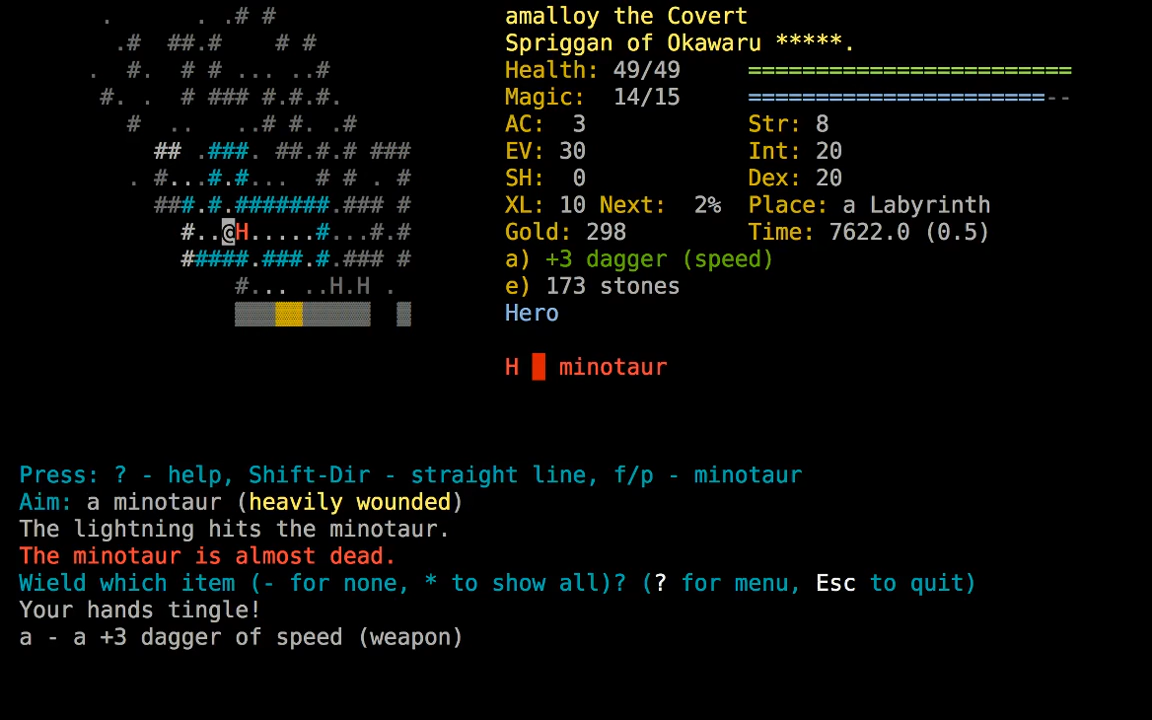 amalloy the Covert
Spriggan of Okawaru *****.
Health: 49/49
Magic: 14/15
AC: 3 Str: 8
EV: 30 Int: 20
SH: 0 Dex: 20
XL: 10 Next: 2% Place: a Labyrinth
Gold: 298 Time: 7622.0 (0.5)
a) +3 dagger (speed)
e) 173 stones
Hero
H minotaur
Press: ? - help, Shift-Dir - straight line, f/p - minotaur
Aim: a minotaur (heavily wounded)
The lightning hits the minotaur.
The minotaur is almost dead.
Wield which item (- for none, * to show all)? (? for menu, Esc to quit)
Your hands tingle!
a - a +3 dagger of speed (weapon)